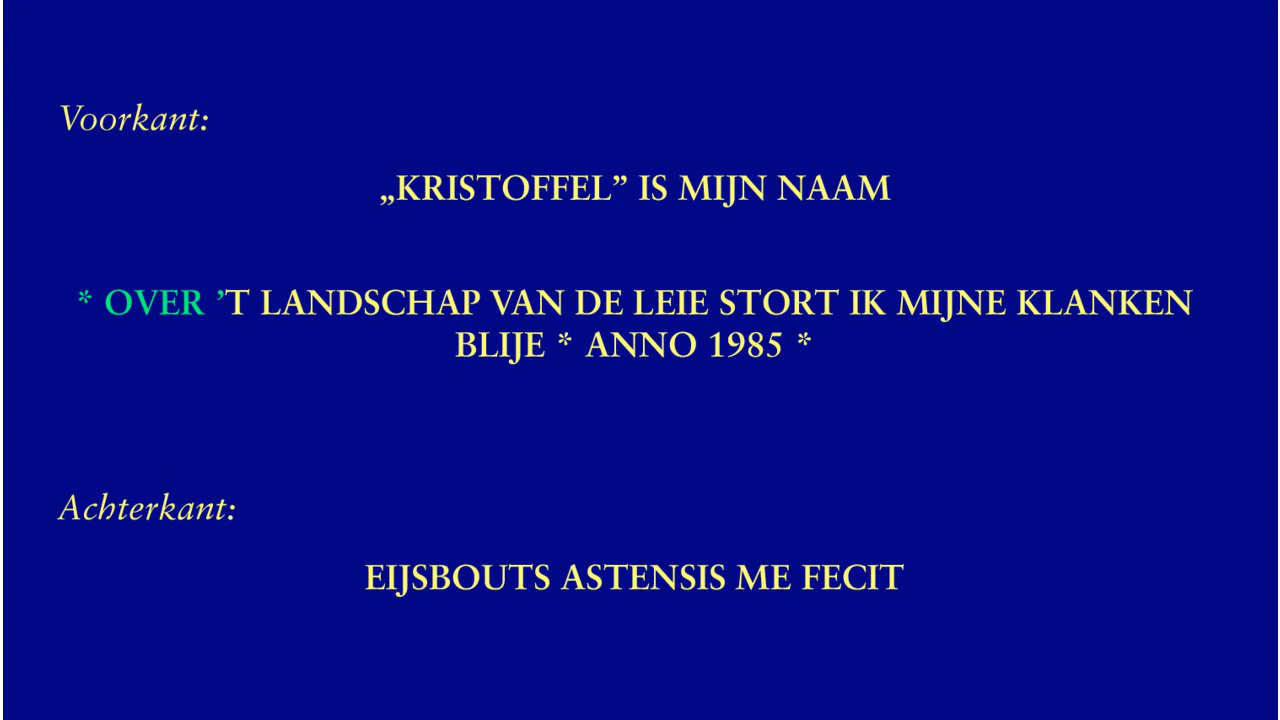 Voorkant:
„KRISTOFFEL” IS MIJN NAAM
* OVER ’T LANDSCHAP VAN DE LEIE STORT IK MIJNE KLANKEN
BLIJE * ANNO 1985 *
Achterkant:
EIJSBOUTS ASTENSIS ME FECIT